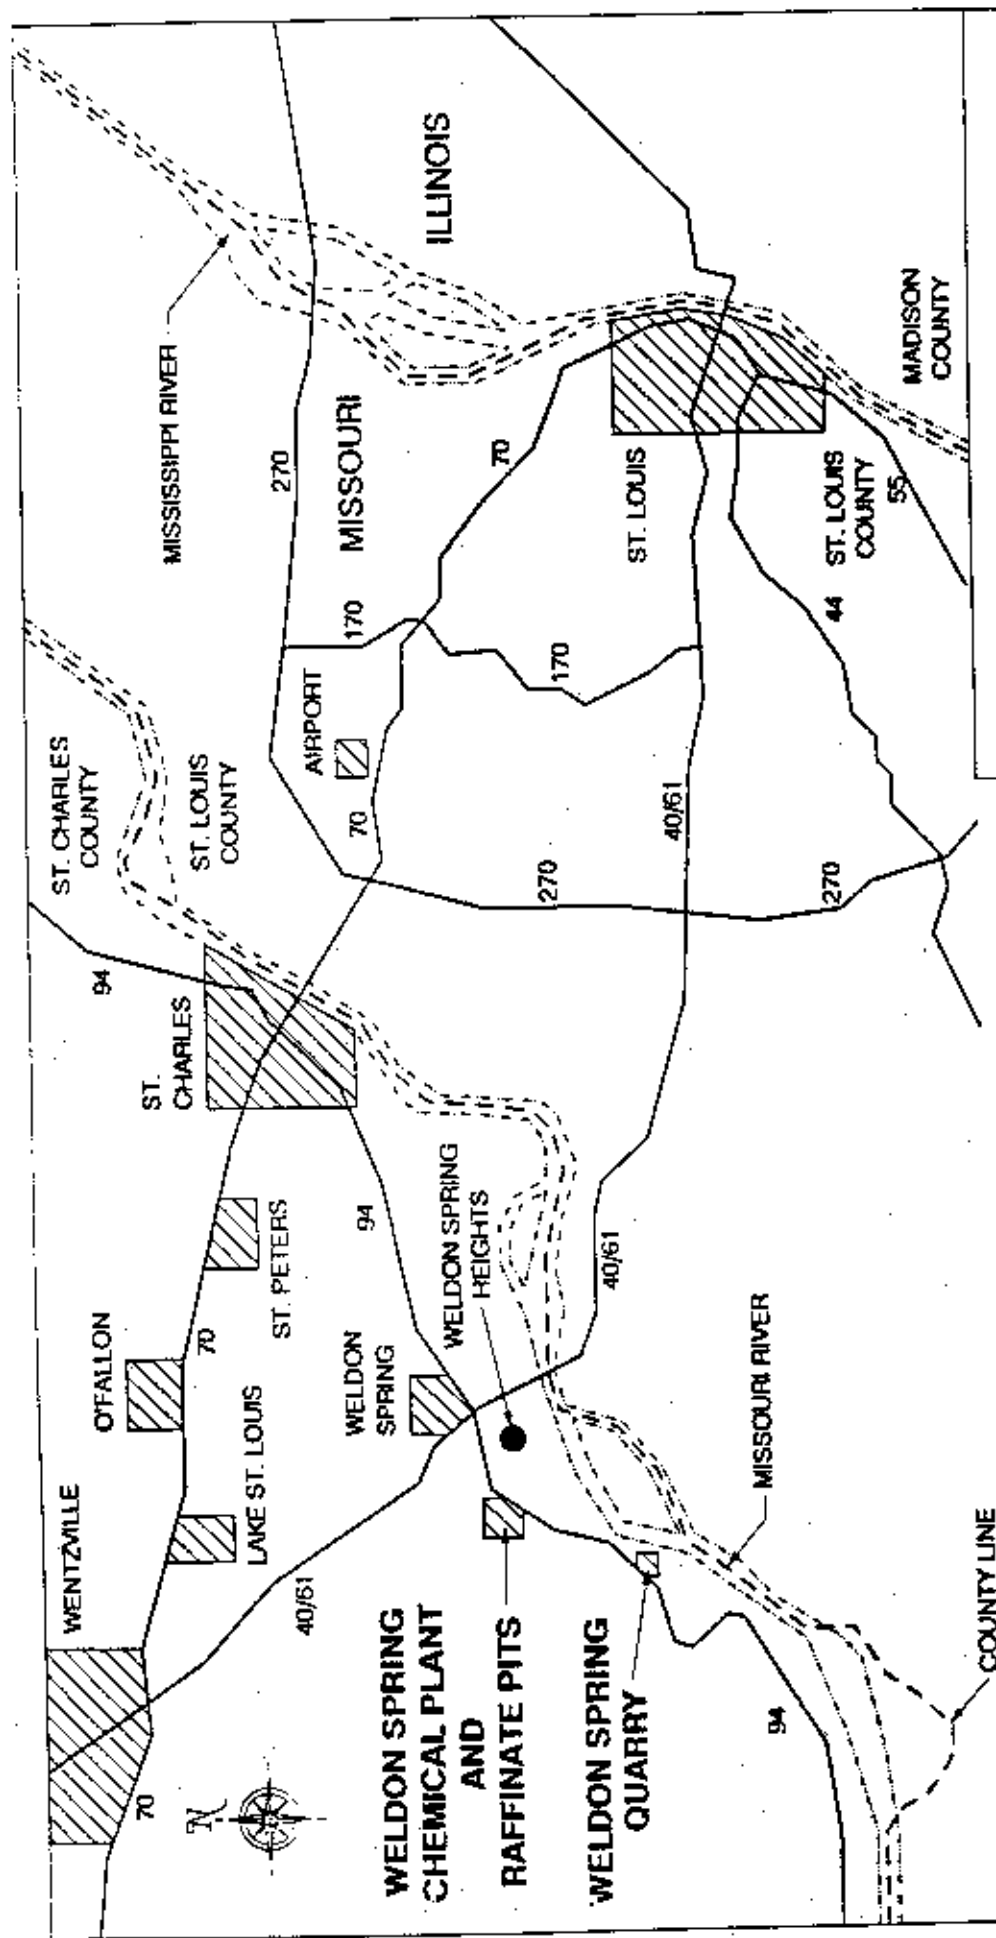 MISSISSIPPI RIVER
ILLINOIS
270
MISSOURI
ST. CHARLES
COUNTY
ST. LOUIS
COUNTY
94
170
AIRPORT
70
70
ST. LOUIS
MADISON
COUNTY
ST. LOUIS
COUNTY
55
44
170
40/61
270
270
ST.
CHARLES
94
ST. PETERS
O'FALLON
70
LAKE ST. LOUIS
WENTZVILLE
70
40/61
WELDON
SPRING
WELDON SPRING
HEIGHTS
40/61
MISSOURI RIVER
N
WELDON SPRING
CHEMICAL PLANT
AND
RAFFINATE PITS
WELDON SPRING
QUARRY
94
COUNTY LINE